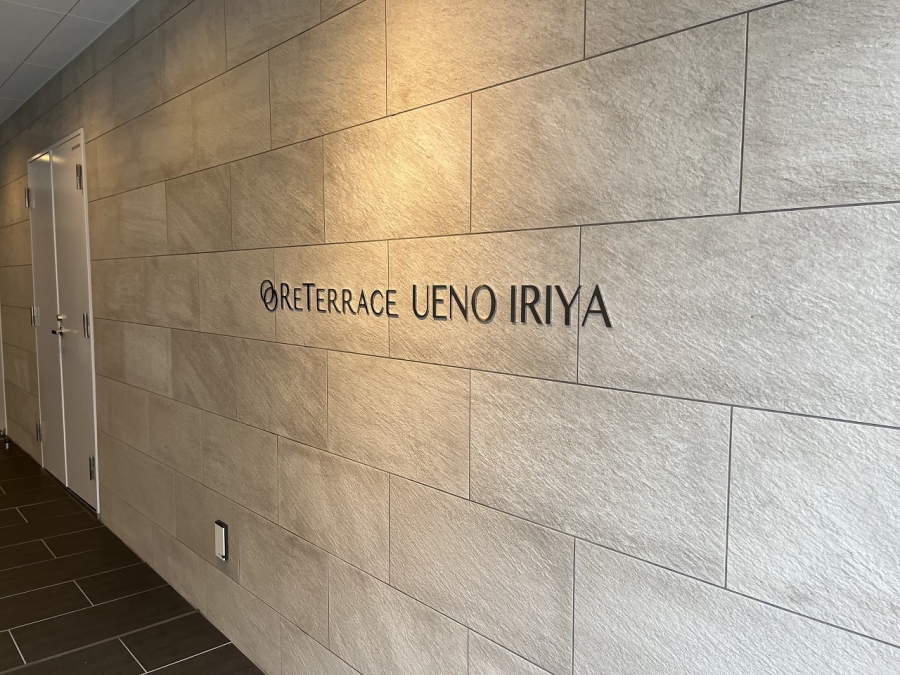 RETERRACE UENO IRIYA